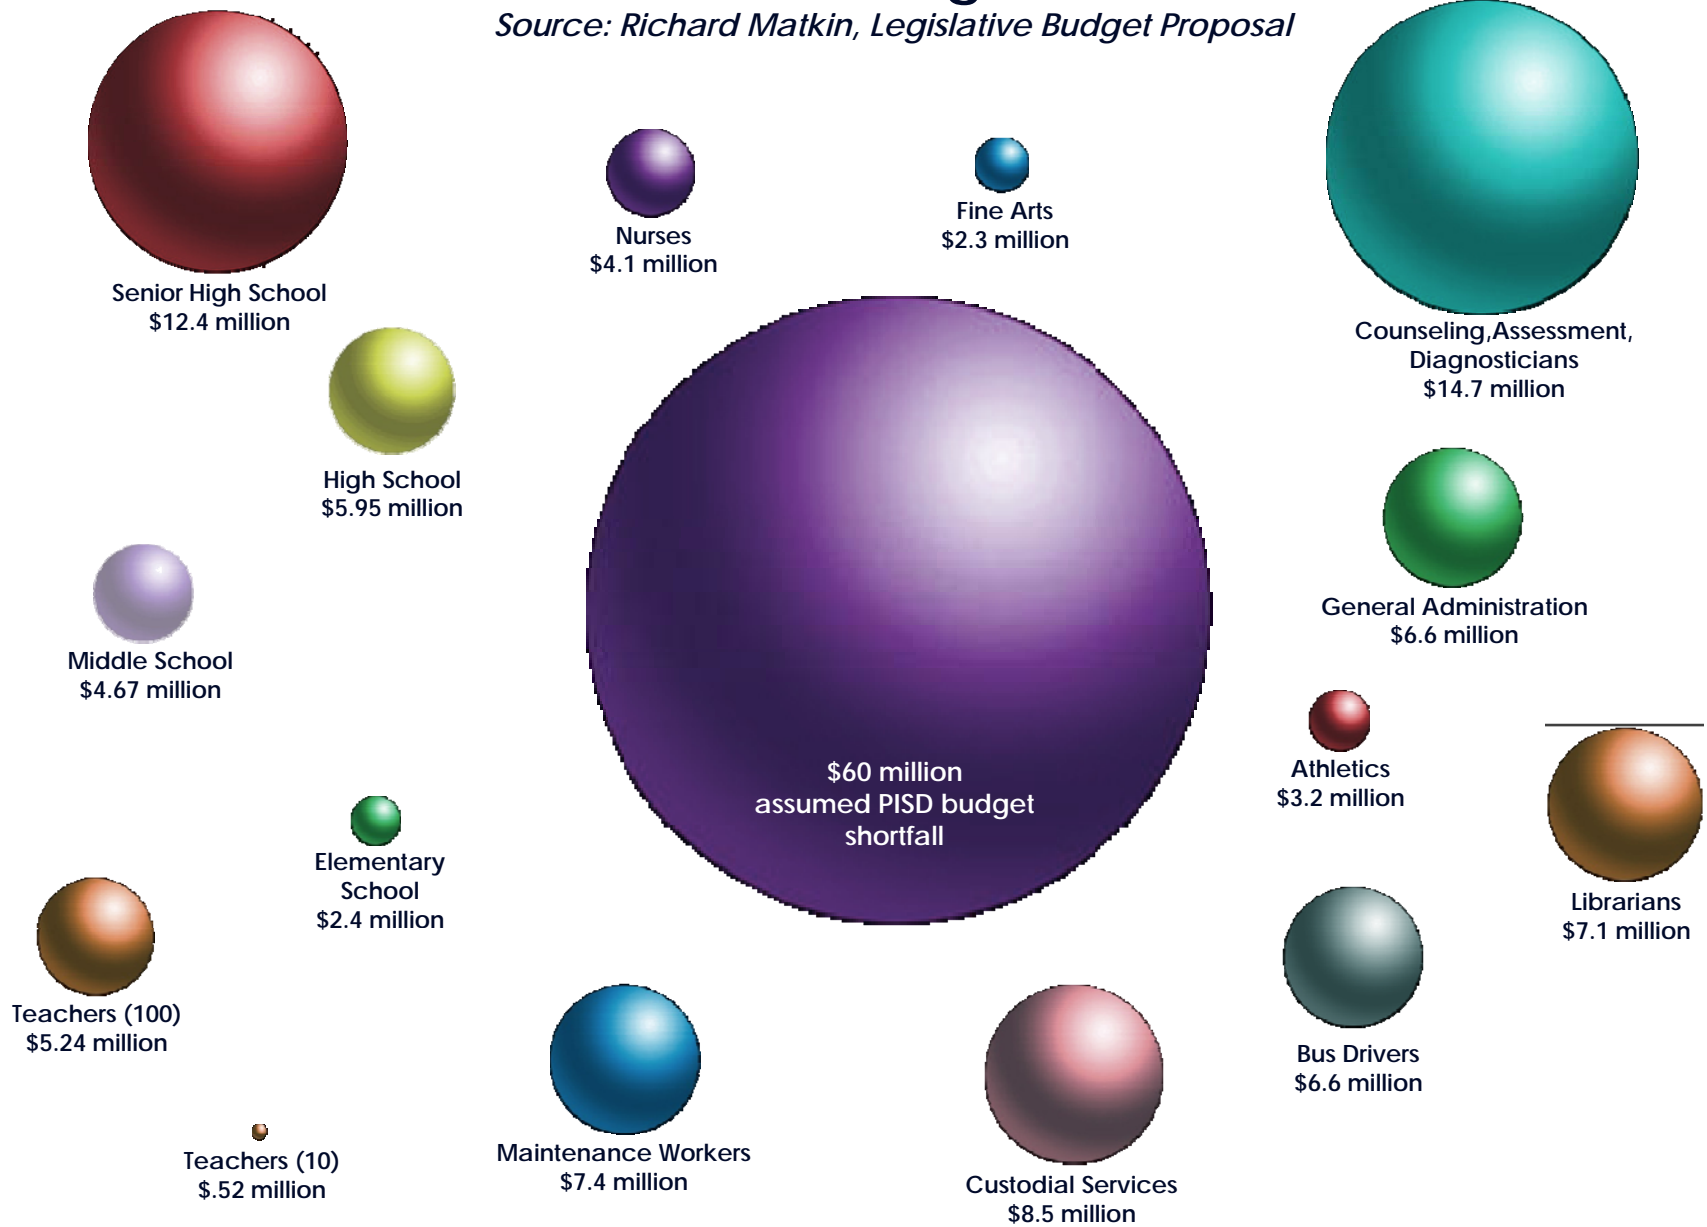 Source: Richard Matkin, Legislative Budget Proposal
Senior High School
$12.4 million
Nurses
$4.1 million
Fine Arts
$2.3 million
Counseling,Assessment,
Diagnosticians
$14.7 million
High School
$5.95 million
General Administration
$6.6 million
Middle School
$4.67 million
$60 million
assumed PISD budget
shortfall
Athletics
$3.2 million
Librarians
$7.1 million
Elementary
School
$2.4 million
Teachers (100)
$5.24 million
Bus Drivers
$6.6 million
Teachers (10)
$.52 million
Maintenance Workers
$7.4 million
Custodial Services
$8.5 million